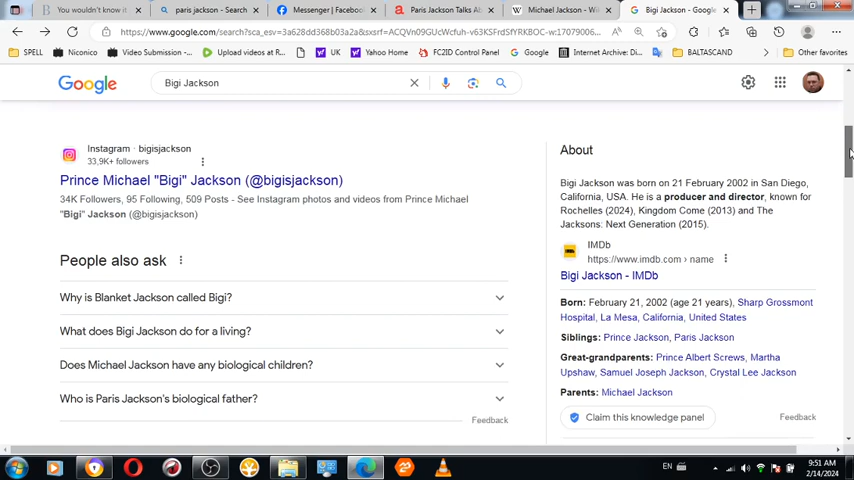 You wouldn't know it
paris jackson - Search
Messenger | Facebook
Paris Jackson Talks Ab
Michael Jackson - Wi
Bigi Jackson - Google
https://www.google.com/search?sca_esv=3a628dd368b03a2a&sxsrf=ACQVn09GUcWcfuh-v63KSFrdSfYRKBOC-w:17079006...
SPELL
Niconico
Video Submission -...
Upload videos at R...
UK
Yahoo Home
FC2ID Control Panel
Google
Internet Archive: Di...
BALTASCAND
Other favorites
Google
Bigi Jackson
Instagram · bigisjackson
33,9K+ followers
Prince Michael "Bigi" Jackson (@bigisjackson)
34K Followers, 95 Following, 509 Posts - See Instagram photos and videos from Prince Michael
"Bigi" Jackson (@bigisjackson)
People also ask
Why is Blanket Jackson called Bigi?
What does Bigi Jackson do for a living?
Does Michael Jackson have any biological children?
Who is Paris Jackson's biological father?
Feedback
About
Bigi Jackson was born on 21 February 2002 in San Diego,
California, USA. He is a producer and director, known for
Rochelles (2024), Kingdom Come (2013) and The
Jacksons: Next Generation (2015).
IMDb
https://www.imdb.com › name
Bigi Jackson - IMDb
Born: February 21, 2002 (age 21 years), Sharp Grossmont
Hospital, La Mesa, California, United States
Siblings: Prince Jackson, Paris Jackson
Great-grandparents: Prince Albert Screws, Martha
Upshaw, Samuel Joseph Jackson, Crystal Lee Jackson
Parents: Michael Jackson
Claim this knowledge panel
Feedback
EN
9:51 AM
2/14/2024